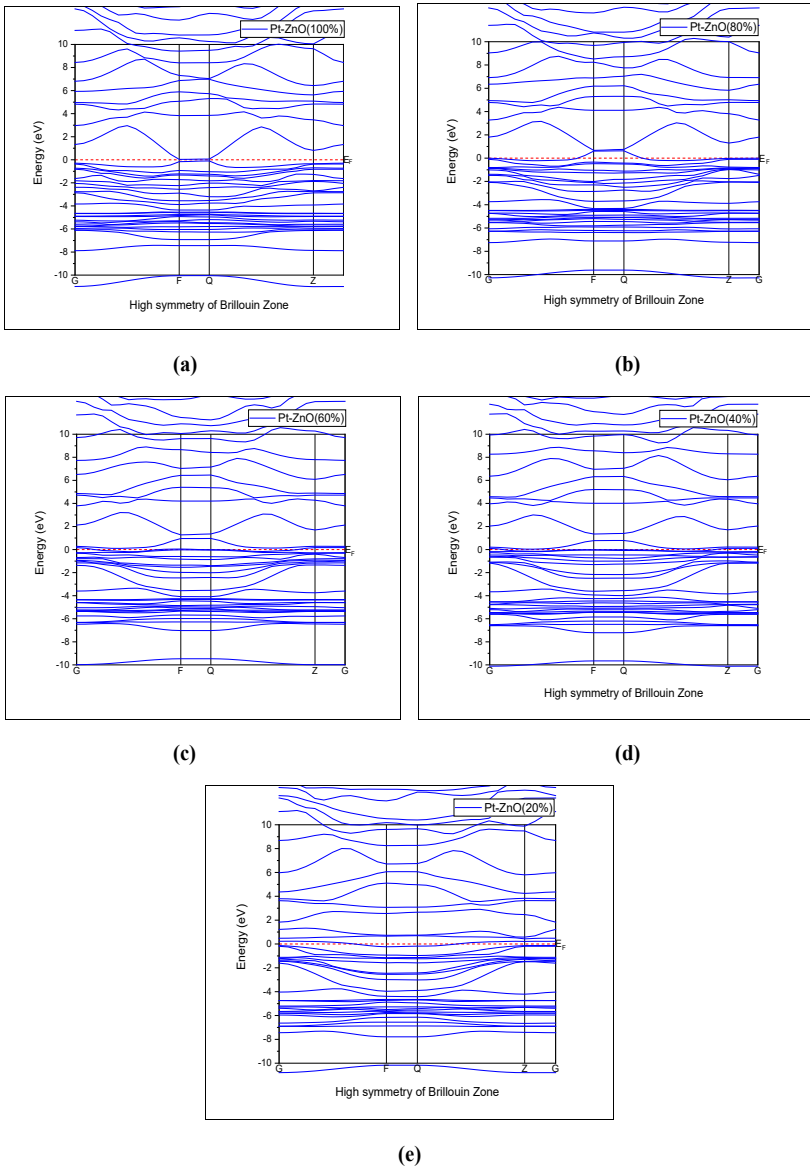 Pt-ZnO(100%)
10
8
6
4
2
0
-2
-4
-6
-8
-10
Energy (eV)
E_F
G F Q Z
High symmetry of Brillouin Zone
(a)
Pt-ZnO(80%)
10
8
6
4
2
0
-2
-4
-6
-8
-10
Energy (eV)
E_F
G F Q Z G
High symmetry of Brillouin Zone
(b)
Pt-ZnO(60%)
10
8
6
4
2
0
-2
-4
-6
-8
-10
Energy (eV)
E_F
G F Q Z G
(c)
Pt-ZnO(40%)
10
8
6
4
2
0
-2
-4
-6
-8
-10
Energy (eV)
E_F
G F Q Z G
High symmetry of Brillouin Zone
(d)
Pt-ZnO(20%)
10
8
6
4
2
0
-2
-4
-6
-8
-10
Energy (eV)
E_F
G F Q Z G
High symmetry of Brillouin Zone
(e)